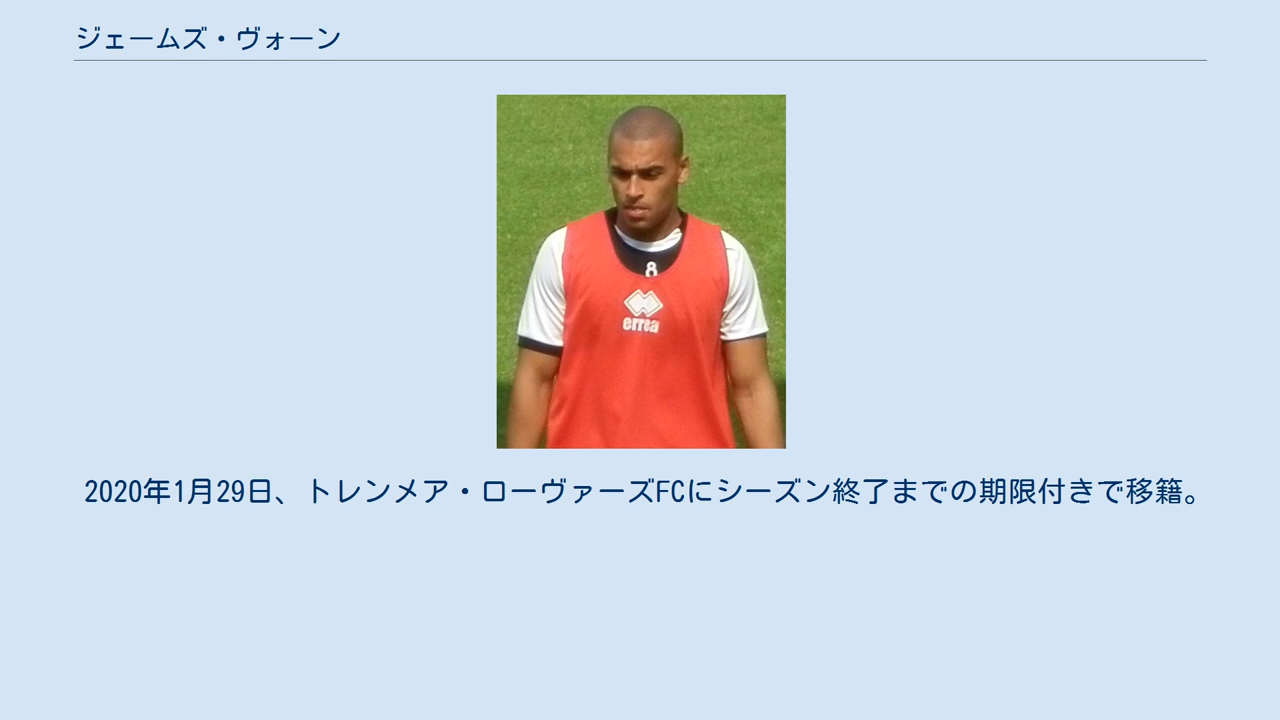 ジェームズ・ヴォーン
8
errea
2020年1月29日、トレンメア・ローヴァーズFCにシーズン終了までの期限付きで移籍。